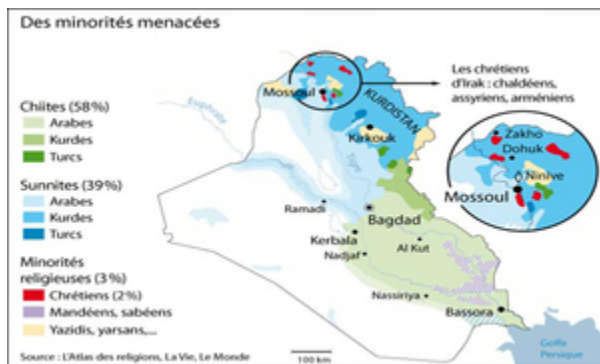 Des minorités menacées
Les chrétiens
d'Irak : chaldéens,
assyriens, arméniens
Mossoul
KURDISTAN
Kirkouk
Euphrate
Tigre
Zakho
Dohuk
Ninive
Mossoul
Chiites (58%)
Arabes
Kurdes
Turcs
Sunnites (39%)
Arabes
Kurdes
Turcs
Minorités
religieuses (3%)
Chrétiens (2%)
Mandéens, sabéens
Yazidis, yarsans,...
Ramadi
Bagdad
Kerbala
Al Kut
Nadjaf
Nassiriya
Bassora
Golfe
Persique
100 km
Source : L'Atlas des religions, La Vie, Le Monde